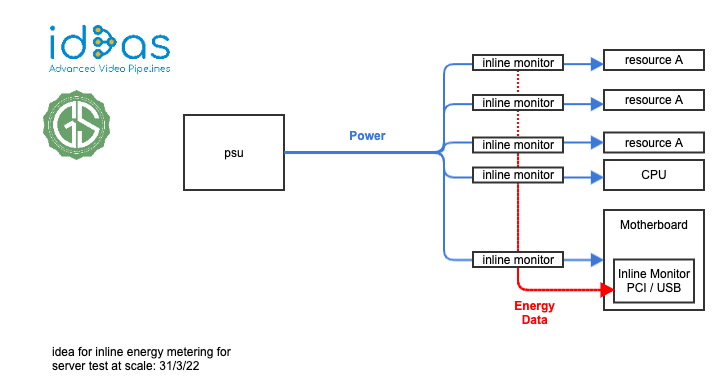 id3as
Advanced Video Pipelines
GS
psu
Power
inline monitor
resource A
inline monitor
resource A
inline monitor
resource A
inline monitor
CPU
Motherboard
inline monitor
Inline Monitor
PCI / USB
Energy
Data
idea for inline energy metering for
server test at scale: 31/3/22